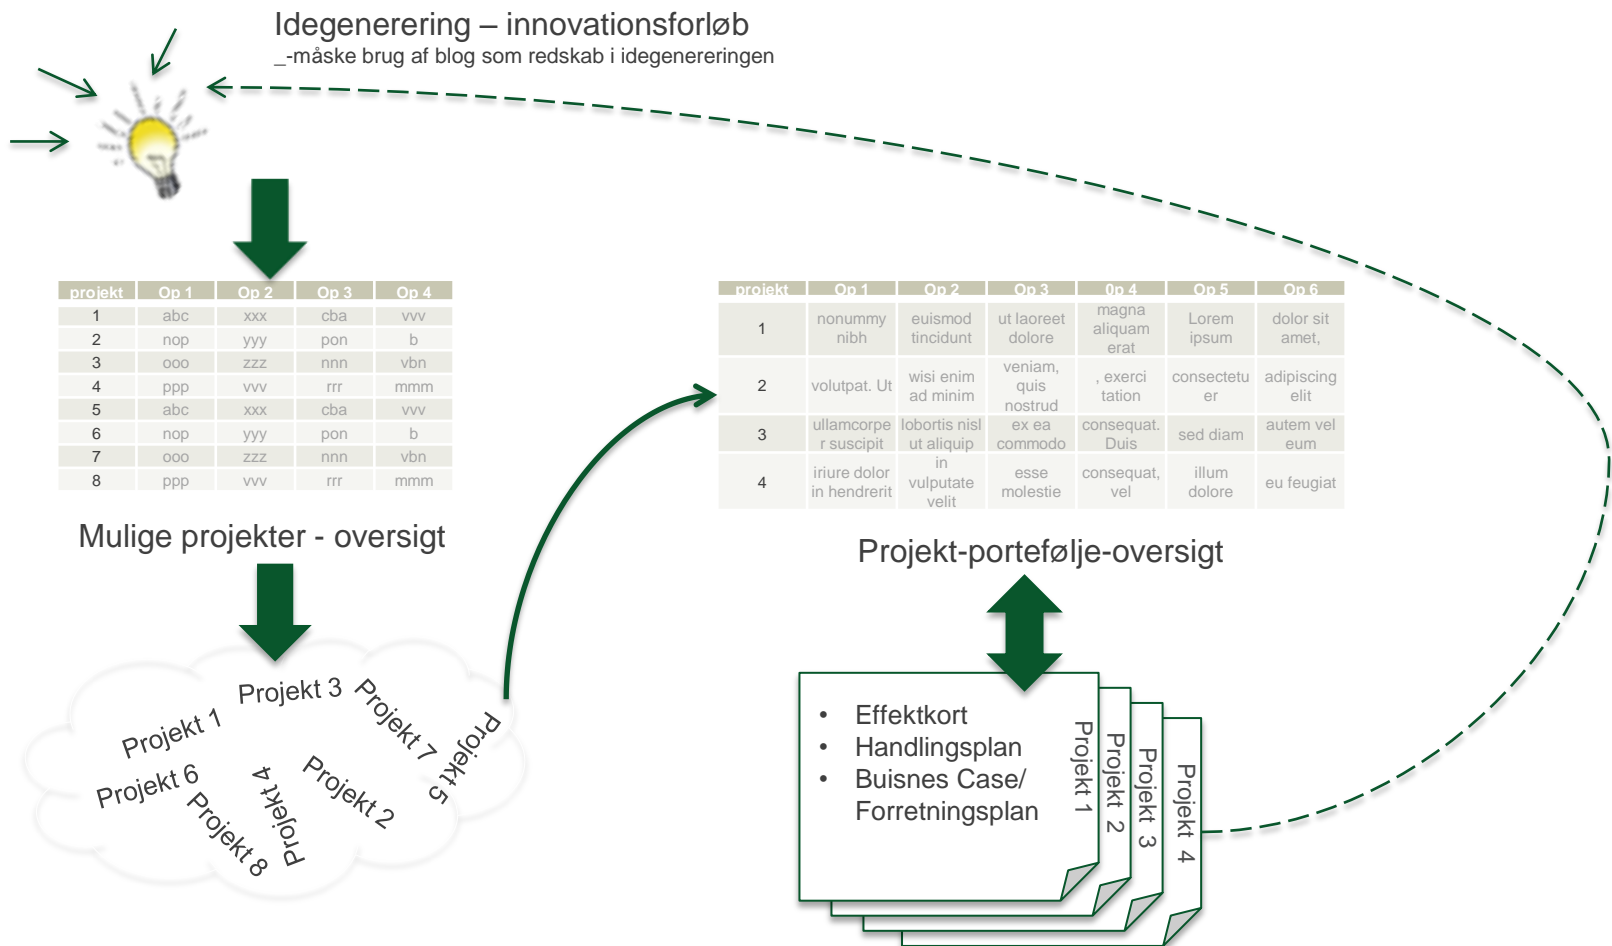 Idegenerering – innovationsforløb
_-måske brug af blog som redskab i idegenereringen
projekt Op 1 Op 2 Op 3 Op 4
1 abc xxx cba vvv
2 nop yyy pon b
3 ooo zzz nnn vbn
4 ppp vvv rrr mmm
5 abc xxx cba vvv
6 nop yyy pon b
7 ooo zzz nnn vbn
8 ppp vvv rrr mmm
Mulige projekter - oversigt
Projekt 3
Projekt 7
Projekt 5
Projekt 1
Projekt 6
Projekt 4
Projekt 2
Projekt 8
projekt Op 1 Op 2 Op 3 0p 4 Op 5 Op 6
1
nonummy
nibh
euismod
tincidunt
ut laoreet
dolore
magna
aliquam
erat
Lorem
ipsum
dolor sit
amet,
2
volutpat. Ut
wisi enim
ad minim
veniam,
quis
nostrud
, exerci
tation
consectetu
er
adipiscing
elit
3
ullamcorpe
r suscipit
lobortis nisl
ut aliquip
ex ea
commodo
consequat.
Duis
sed diam
autem vel
eum
4
iriure dolor
in hendrerit
in
vulputate
velit
esse
molestie
consequat,
vel
illum
dolore
eu feugiat
Projekt-portefølje-oversigt
• Effektkort
• Handlingsplan
• Buisnes Case/
Forretningsplan
Projekt 1
Projekt 2
Projekt 3
Projekt 4